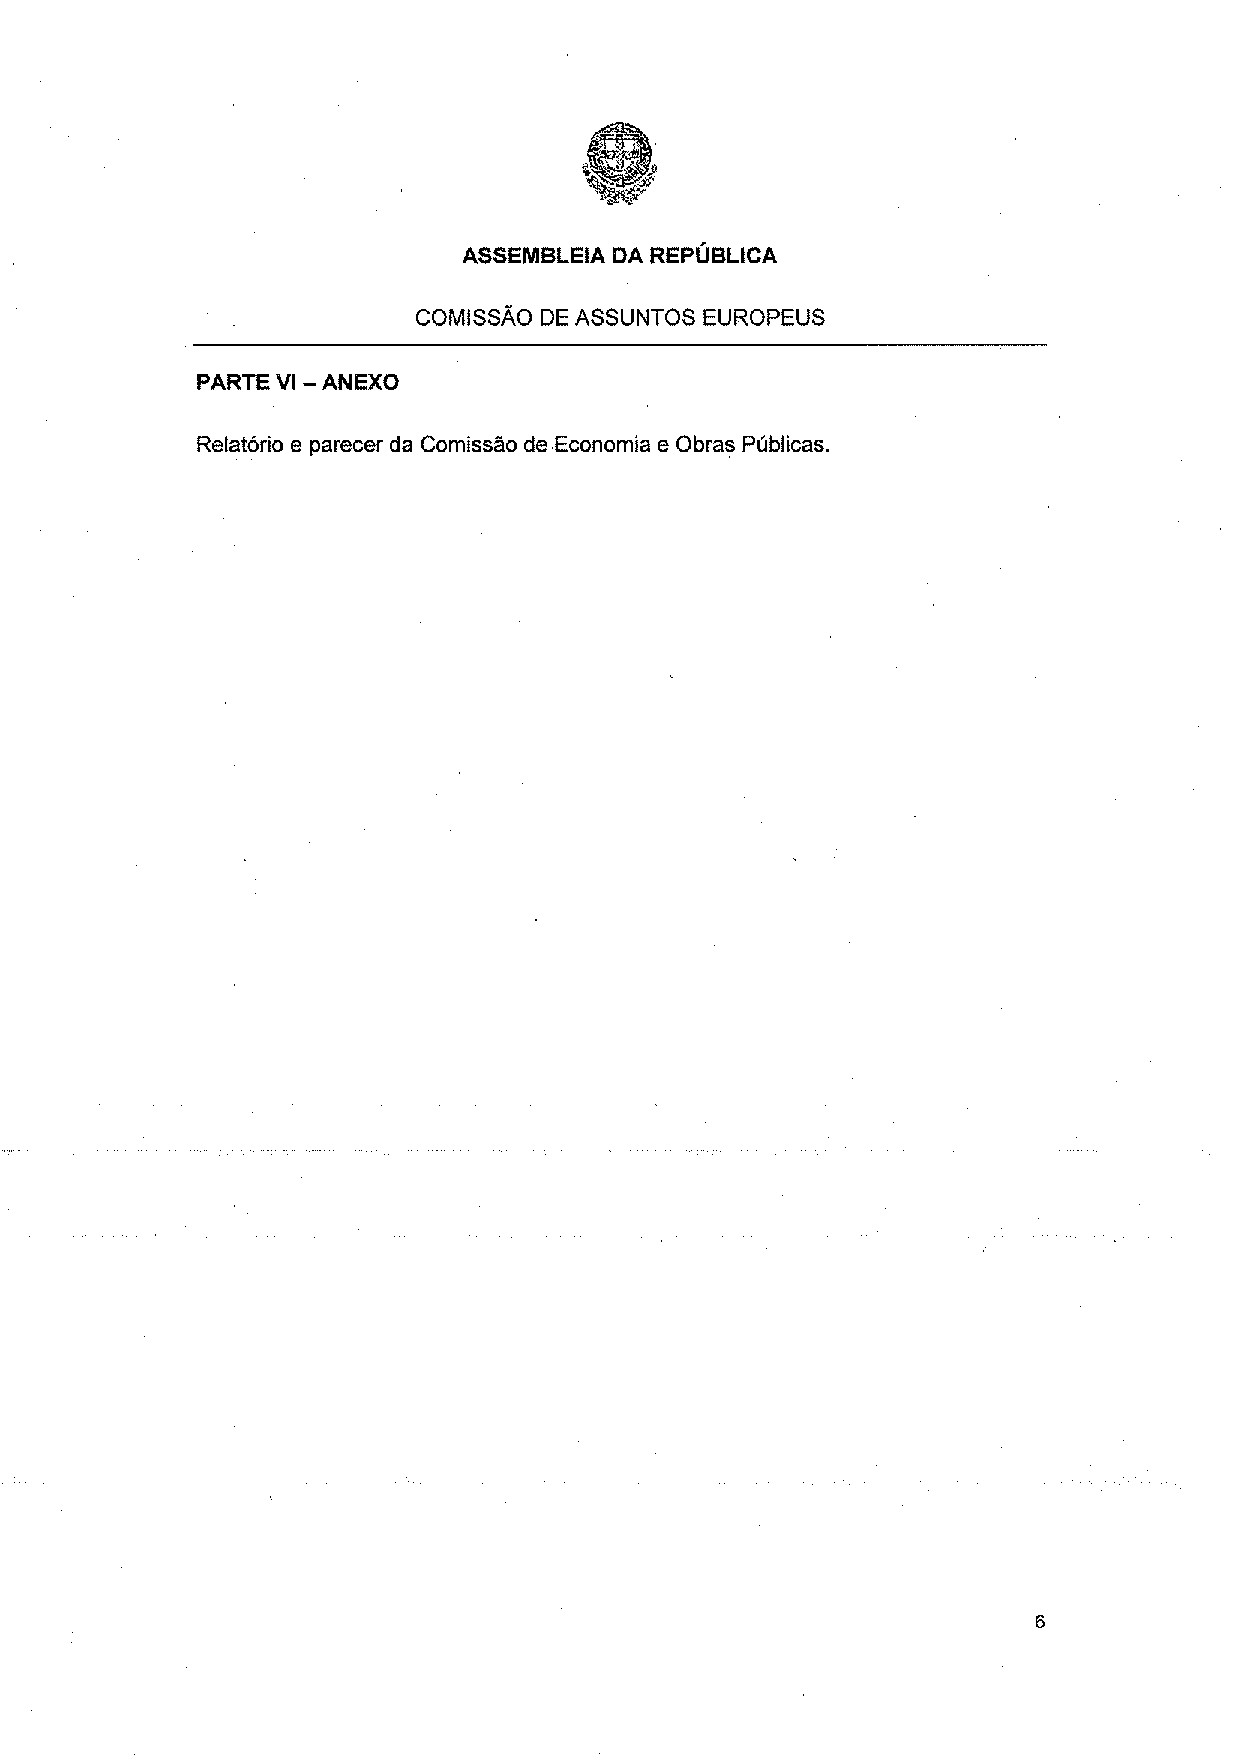 ASSEMBLEIA DA REPÚBLICA
COMISSÃO DE ASSUNTOS EUROPEUS
PARTE VI – ANEXO
Relatório e parecer da Comissão de Economia e Obras Públicas.
6